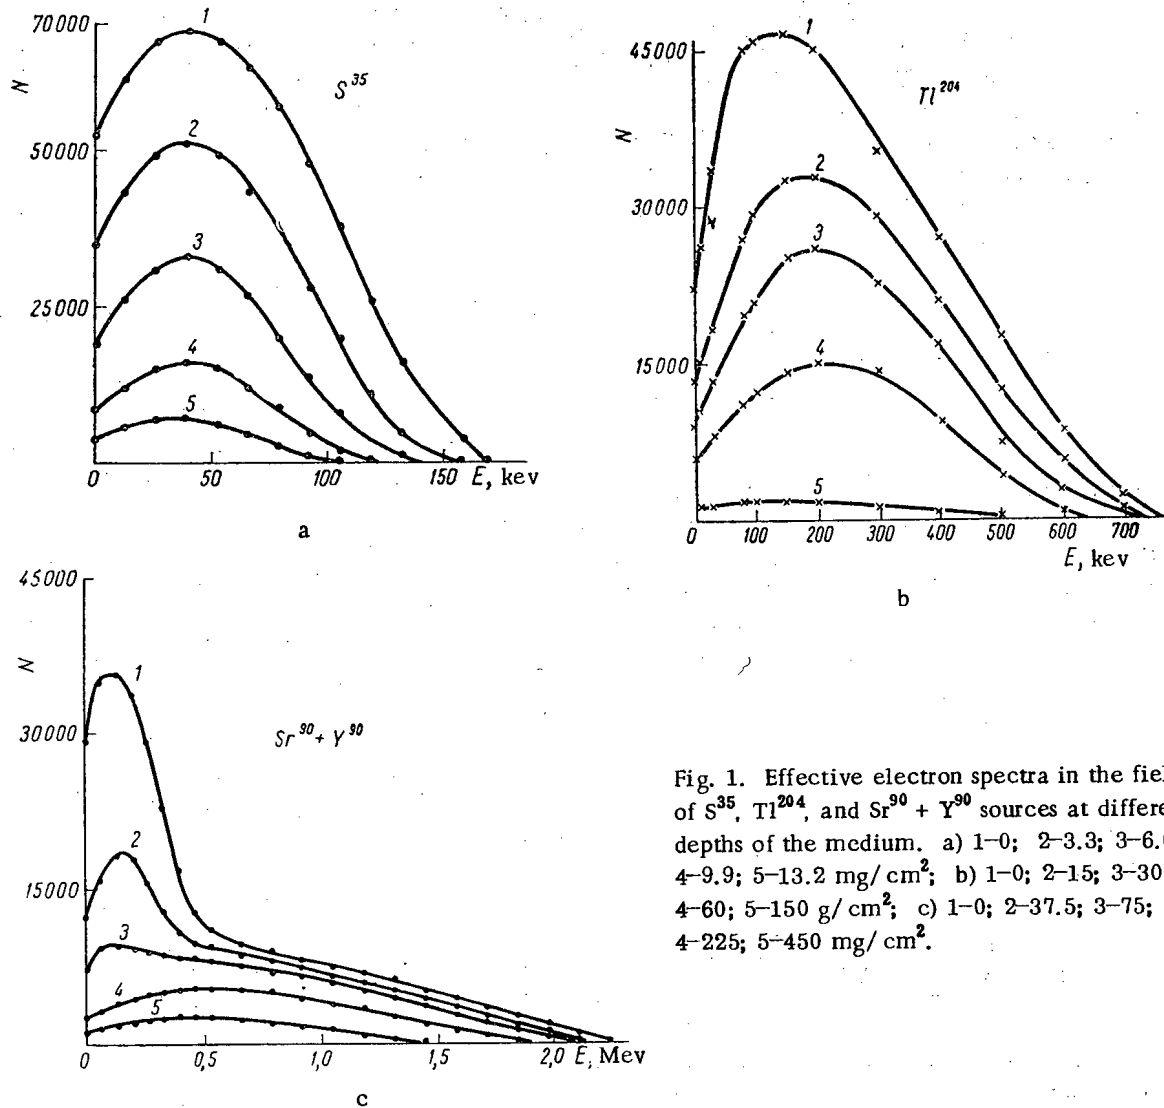 70000
N
50000
25000
1
2
3
4
5
S³⁵
0 50 100 150 E, kev
a
45000
N
30000
15000
1
2
3
4
5
Tl²⁰⁴
0 100 200 300 400 500 600 700
E, kev
b
45000
N
30000
15000
1
2
3
4
5
Sr⁹⁰ + Y⁹⁰
0 0,5 1,0 1,5 2,0 E, Mev
c
Fig. 1. Effective electron spectra in the
of S³⁵, Tl²⁰⁴, and Sr⁹⁰ + Y⁹⁰ sources at
depths of the medium. a) 1–0; 2–3.3;
4–9.9; 5–13.2 mg/cm²; b) 1–0; 2–15; 3–30
4–60; 5–150 g/cm²; c) 1–0; 2–37.5; 3–75;
4–225; 5–450 mg/cm².